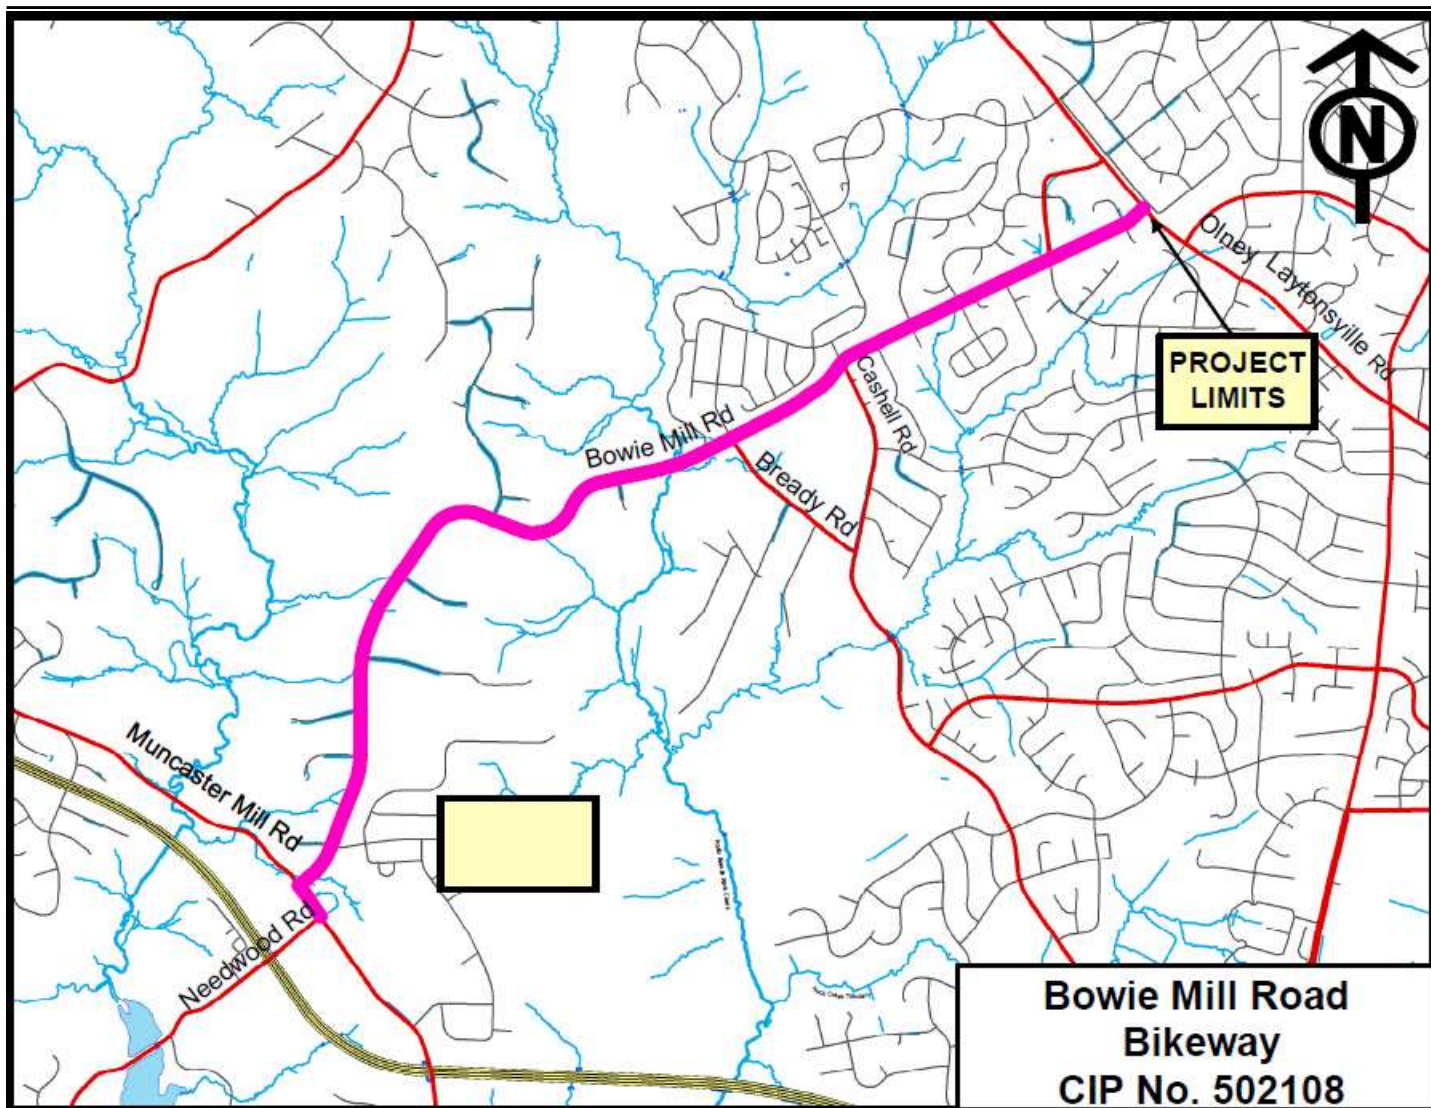 N
Olney Laytonsville Rd
PROJECT
LIMITS
Cashell Rd
Bowie Mill Rd
Bready Rd
Muncaster Mill Rd
Needwood Rd
Bowie Mill Road
Bikeway
CIP No. 502108